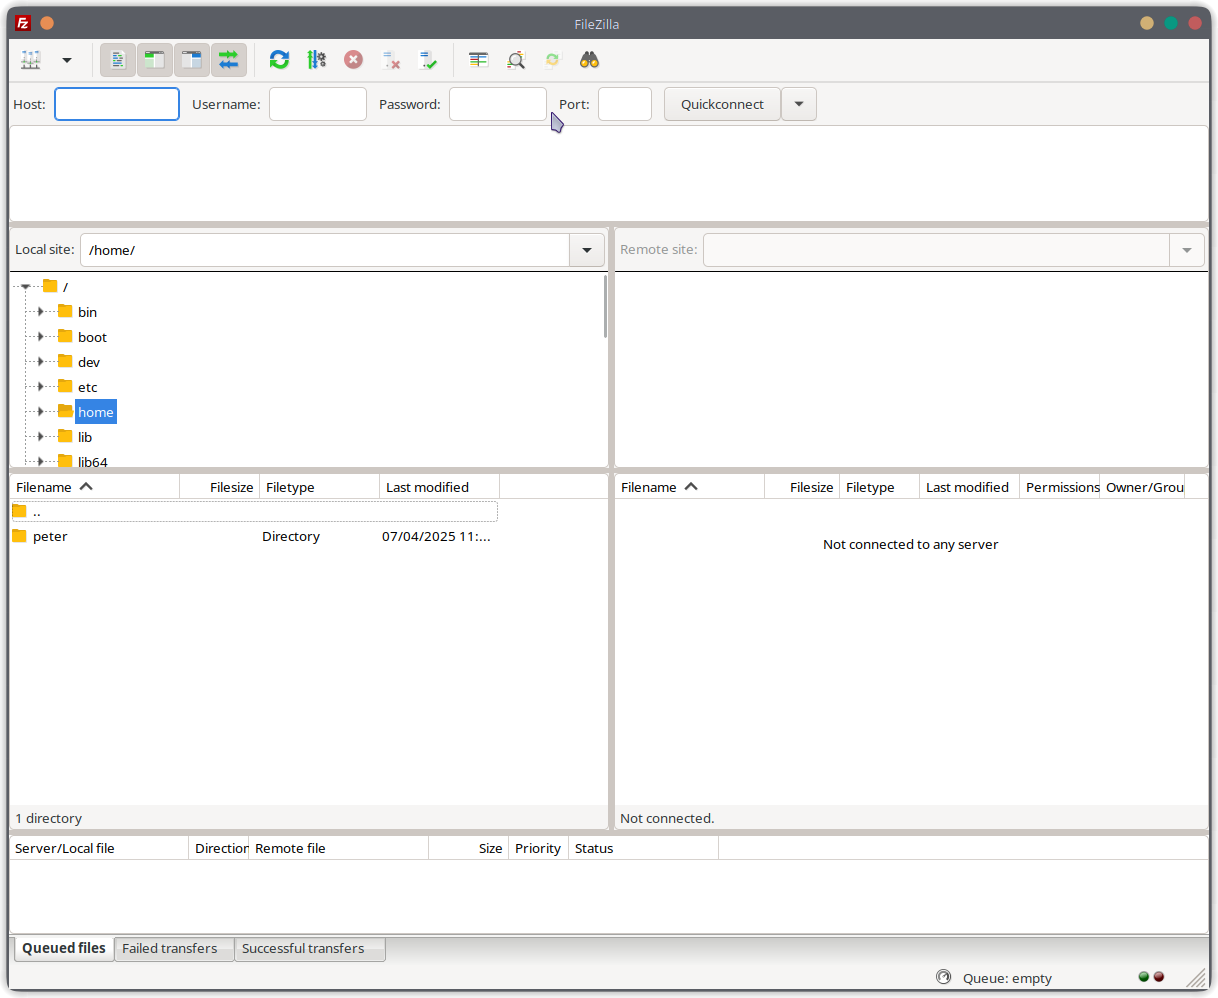 FileZilla
Host: Username: Password: Port: Quickconnect
Local site: /home/ Remote site:
/
bin
boot
dev
etc
home
lib
lib64
Filename Filesize Filetype Last modified
..
peter Directory 07/04/2025 11:...
1 directory
Filename Filesize Filetype Last modified Permissions Owner/Grou
Not connected to any server
Not connected.
Server/Local file Direction Remote file Size Priority Status
Queued files Failed transfers Successful transfers
Queue: empty